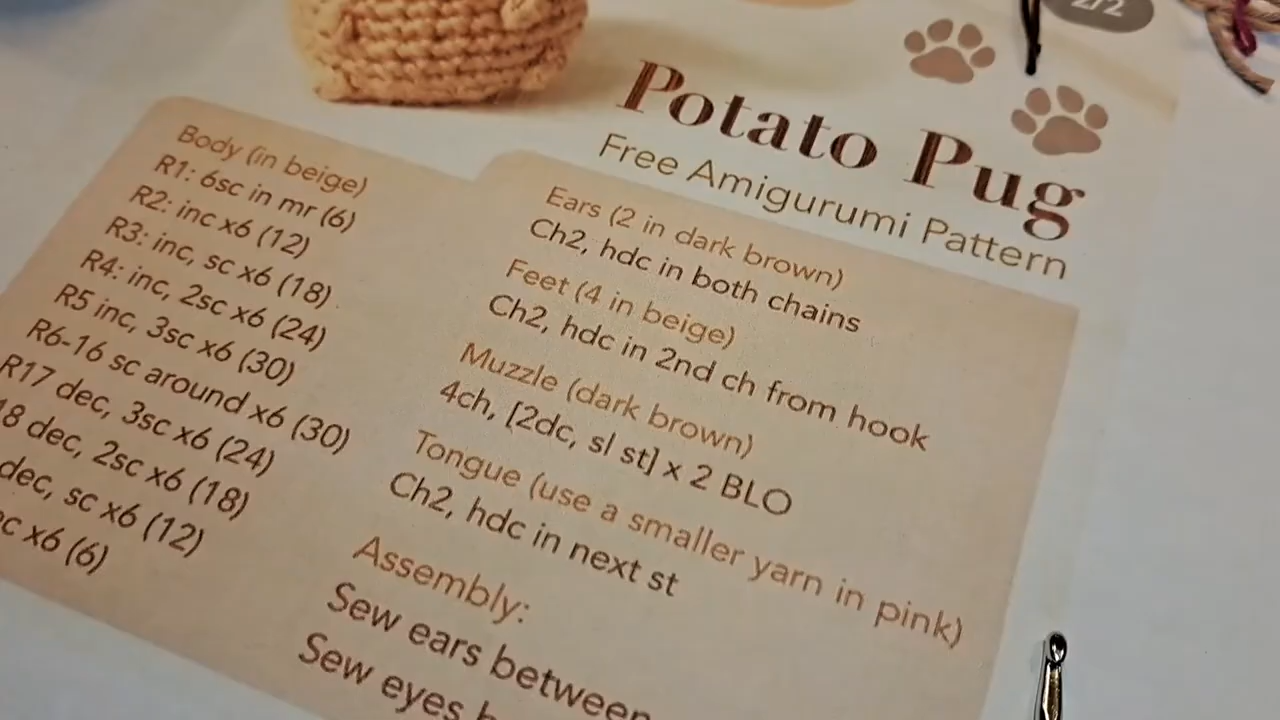 2/2
Potato Pug
Free Amigurumi Pattern
Body (in beige)
R1: 6sc in mr (6)
R2: inc x6 (12)
R3: inc, sc x6 (18)
R4: inc, 2sc x6 (24)
R5 inc, 3sc x6 (30)
R6-16 sc around x6 (30)
R17 dec, 3sc x6 (24)
18 dec, 2sc x6 (18)
dec, sc x6 (12)
x6 (6)
Ears (2 in dark brown)
Ch2, hdc in both chains
Feet (4 in beige)
Ch2, hdc in 2nd ch from hook
Muzzle (dark brown)
4ch, [2dc, sl st] x 2 BLO
Tongue (use a smaller yarn in pink)
Ch2, hdc in next st
Assembly:
Sew ears between
Sew eyes